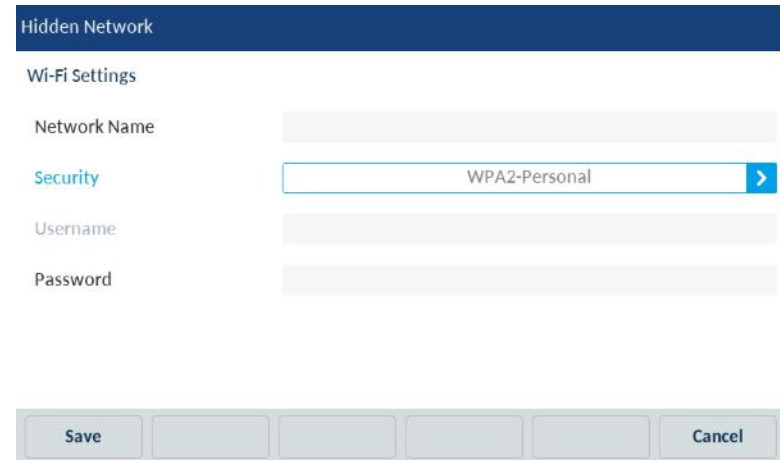 Hidden Network
Wi-Fi Settings
Network Name
Security WPA2-Personal
Username
Password
Save Cancel